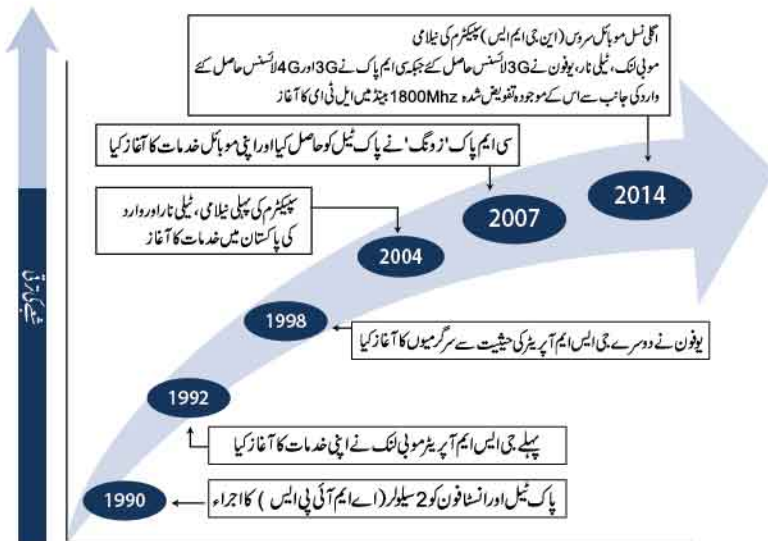 اگلی نسل موبائل سروس (این جی ایم ایس) سپیکٹرم کی نیلامی
موبی لنک، ٹیلی نار، یوفون نے 3G لائسنس حاصل کئے جبکہ سی ایم پاک نے 3G اور 4G لائسنس حاصل کئے
وارد کی جانب سے اس کے موجودہ تفویض شدہ 1800Mhz بینڈ میں ایل ٹی ای کا آغاز
2014
سی ایم پاک 'زونگ' نے پاک ٹیل کو حاصل کیا اور اپنی موبائل خدمات کا آغاز کیا
2007
سپیکٹرم کی پہلی نیلامی، ٹیلی نار اور وارد
کی پاکستان میں خدمات کا آغاز
2004
1998
یوفون نے دوسرے جی ایس ایم آپریٹر کی حیثیت سے سرگرمیوں کا آغاز کیا
1992
پہلے جی ایس ایم آپریٹر موبی لنک نے اپنی خدمات کا آغاز کیا
1990
پاک ٹیل اور انسٹا فون کو 2 سیلولر (اے ایم آئی پی ایس ) کا اجراء
شعبے کی ترقی